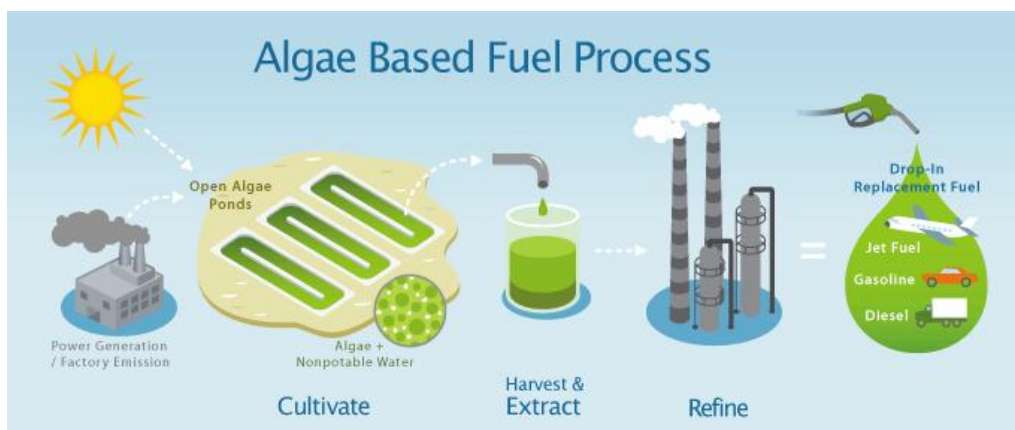 Algae Based Fuel Process
Open Algae
Ponds
Power Generation
/ Factory Emission
Algae +
Nonpotable Water
Cultivate
Harvest &
Extract
Refine
Drop-In
Replacement Fuel
Jet Fuel
Gasoline
Diesel
=